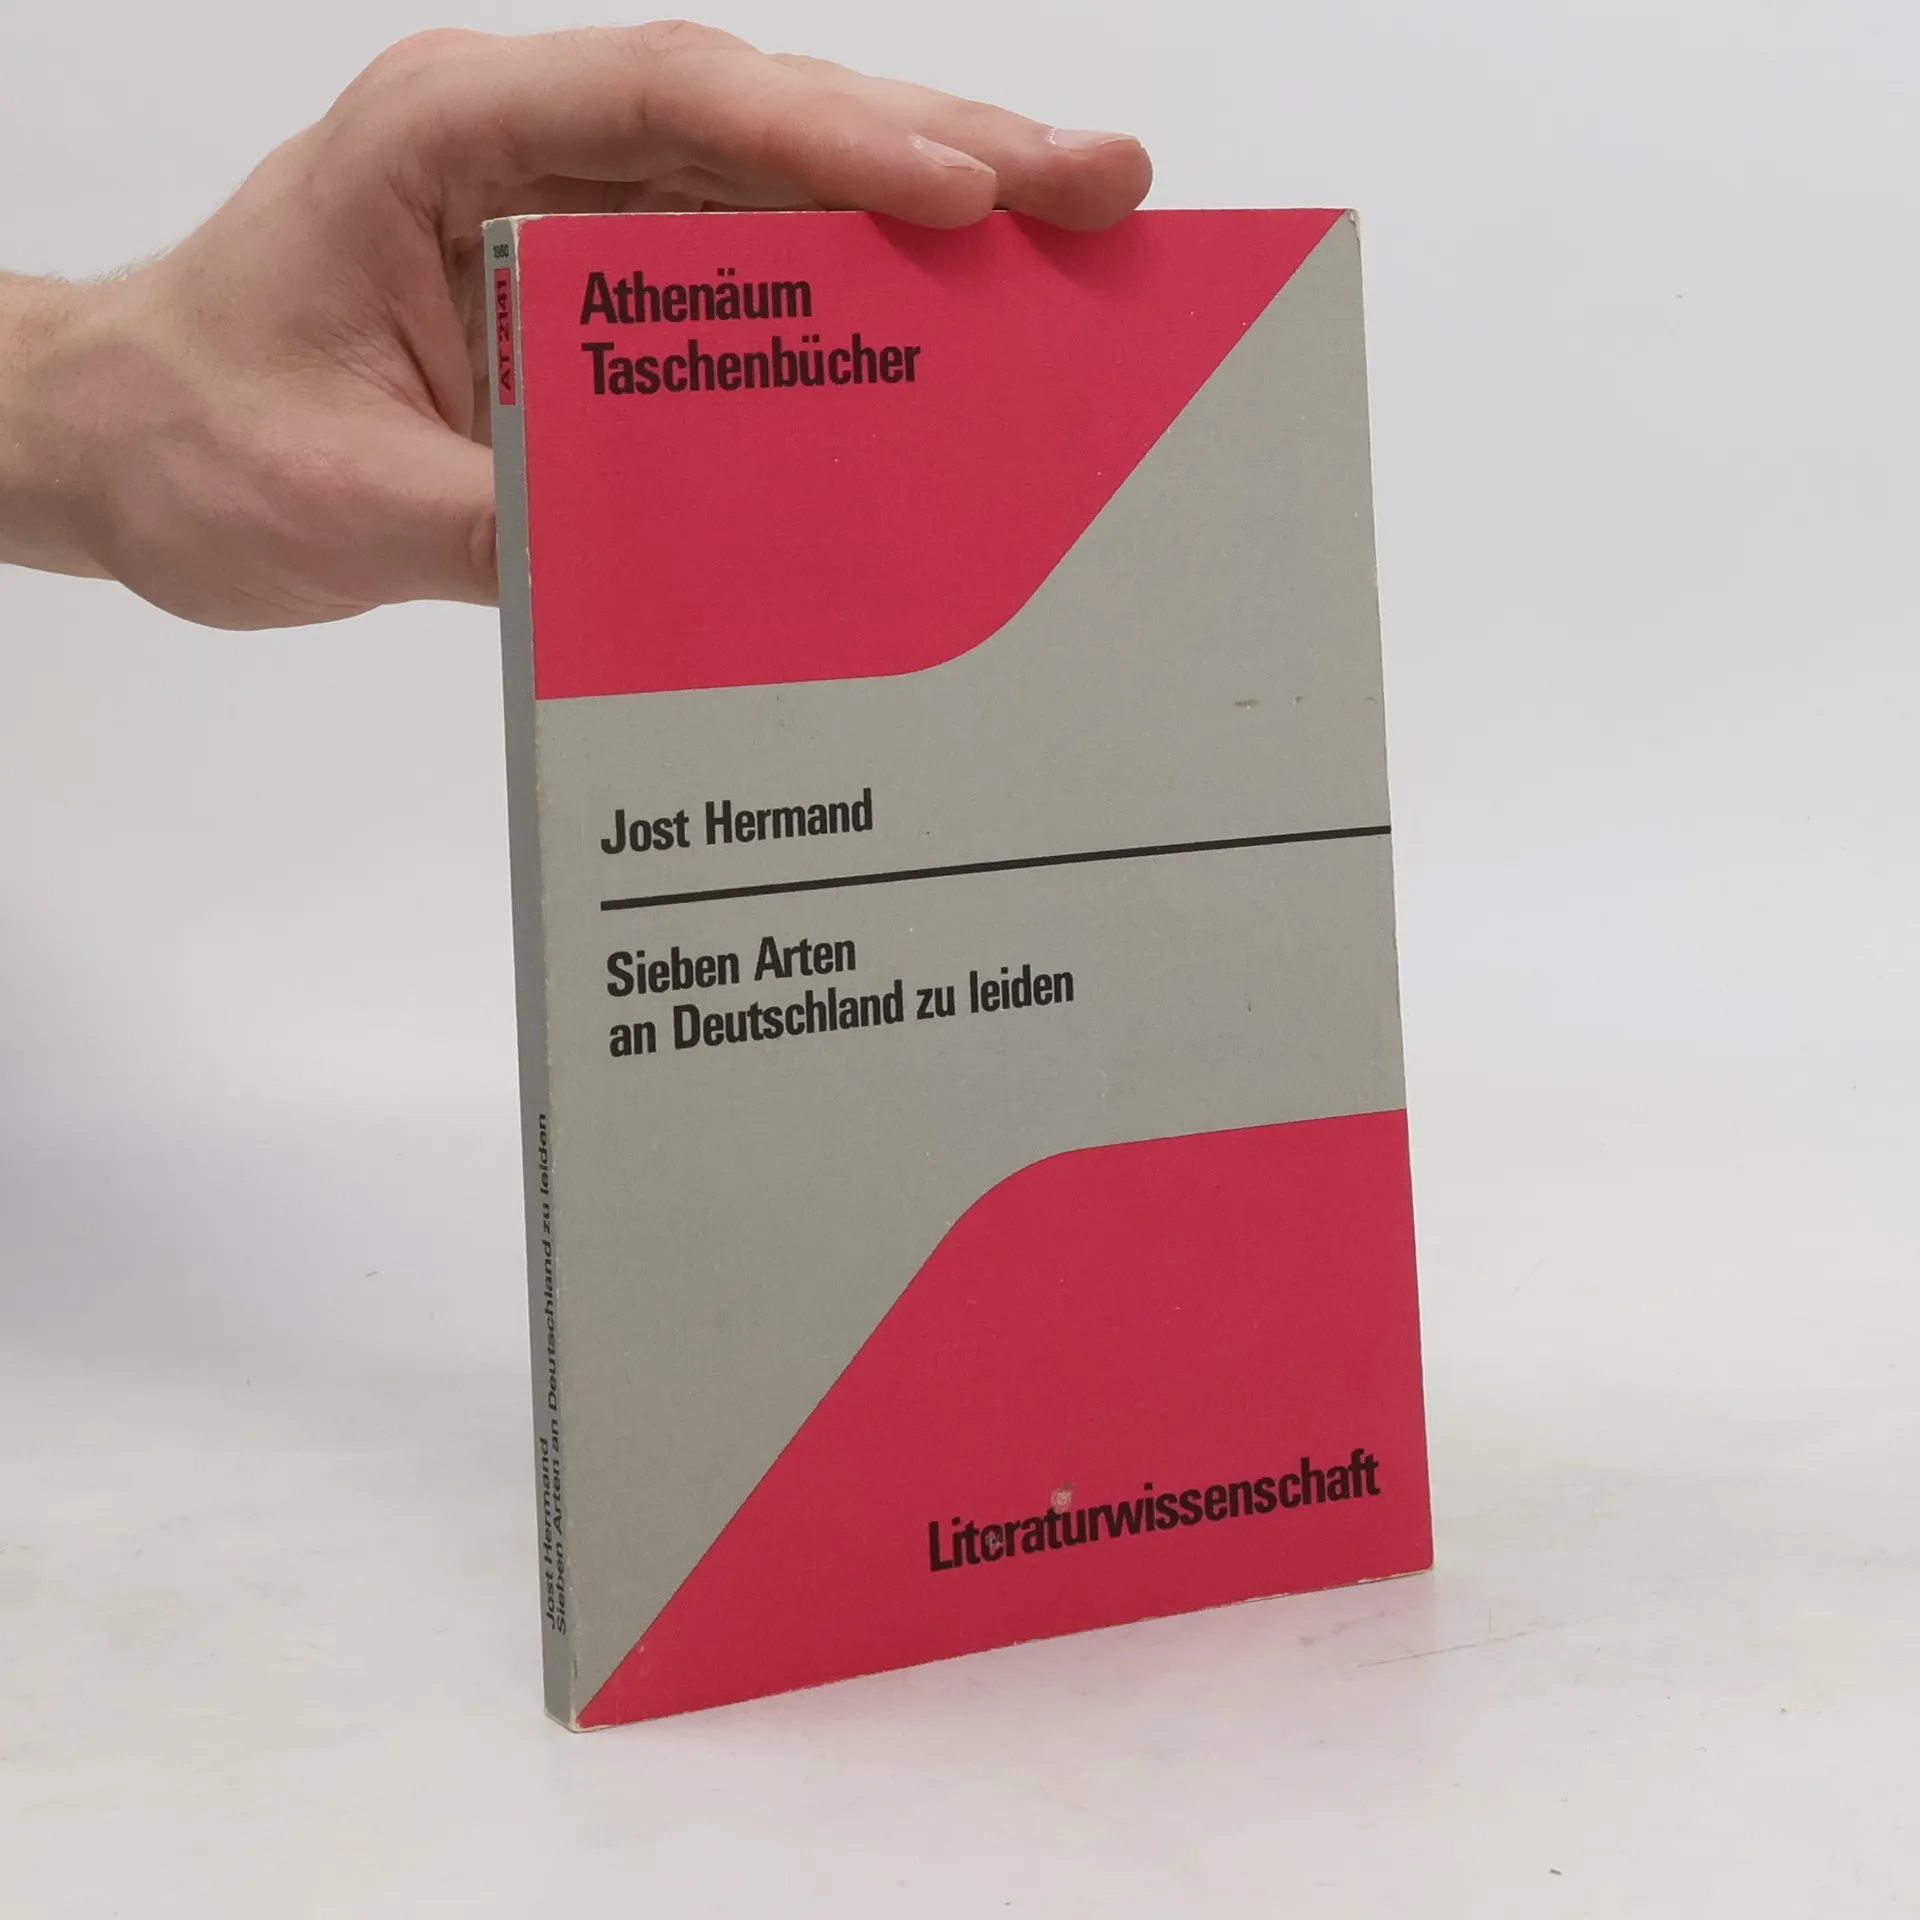 Athenäum
Taschenbücher
Jost Hermand
Sieben Arten
an Deutschland zu leiden
Literaturwissenschaft
1980
AT 2141
Jost Hermand
Sieben Arten an Deutschland zu leiden